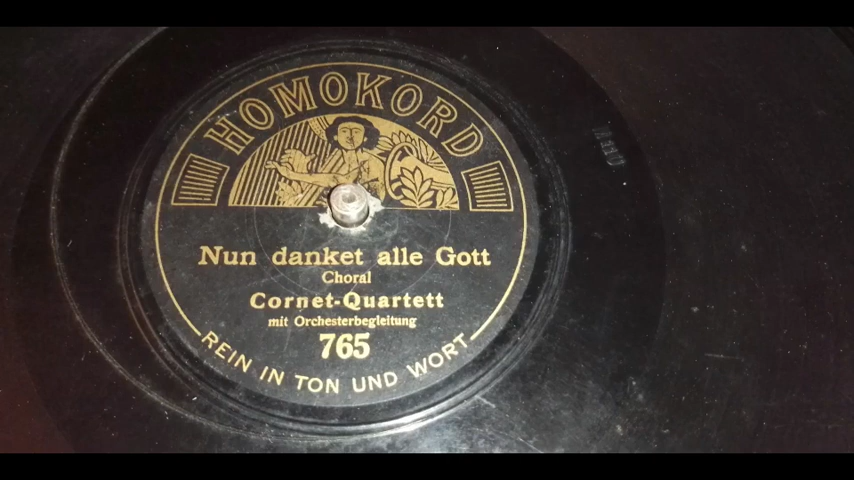 HOMOKORD
Nun danket alle Gott
Choral
Cornet-Quartett
mit Orchesterbegleitung
765
REIN IN TON UND WORT